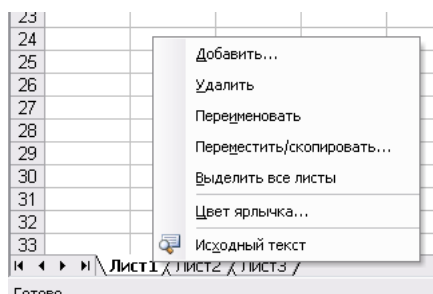 23
24
25
26
27
28
29
30
31
32
33
Добавить...
Удалить
Переименовать
Переместить/скопировать...
Выделить все листы
Цвет ярлычка...
Исходный текст
Лист1 Лист2 Лист3
Готово